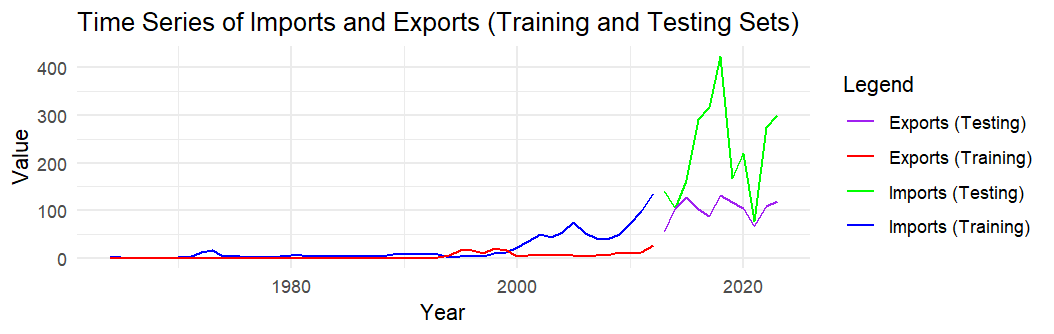 Time Series of Imports and Exports (Training and Testing Sets)
400
300
200
100
0
Value
1980
2000
2020
Year
Legend
Exports (Testing)
Exports (Training)
Imports (Testing)
Imports (Training)